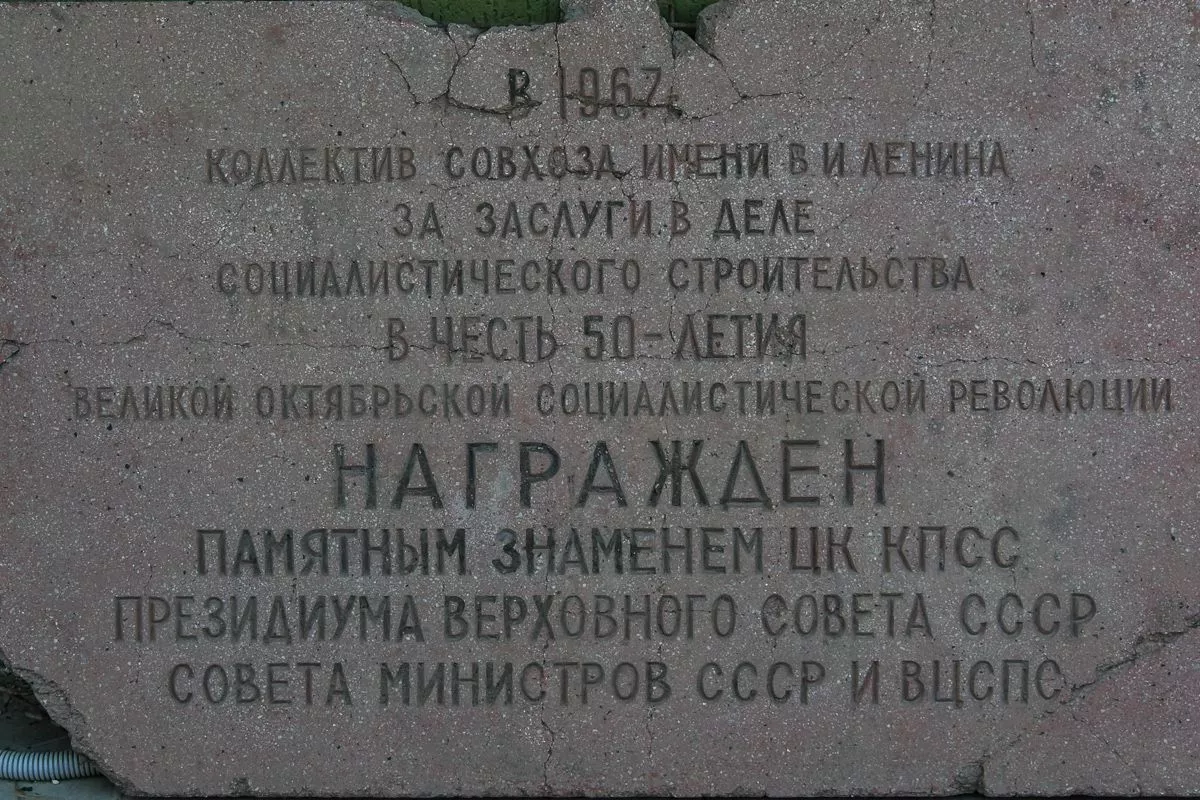 В 1967 г.
КОЛЛЕКТИВ СОВХОЗА ИМЕНИ В.И ЛЕНИНА
ЗА ЗАСЛУГИ В ДЕЛЕ
СОЦИАЛИСТИЧЕСКОГО СТРОИТЕЛЬСТВА
В ЧЕСТЬ 50-ЛЕТИЯ
ВЕЛИКОЙ ОКТЯБРЬСКОЙ СОЦИАЛИСТИЧЕСКОЙ РЕВОЛЮЦИИ
НАГРАЖДЕН
ПАМЯТНЫМ ЗНАМЕНЕМ ЦК КПСС
ПРЕЗИДИУМА ВЕРХОВНОГО СОВЕТА СССР
СОВЕТА МИНИСТРОВ СССР И ВЦСПС